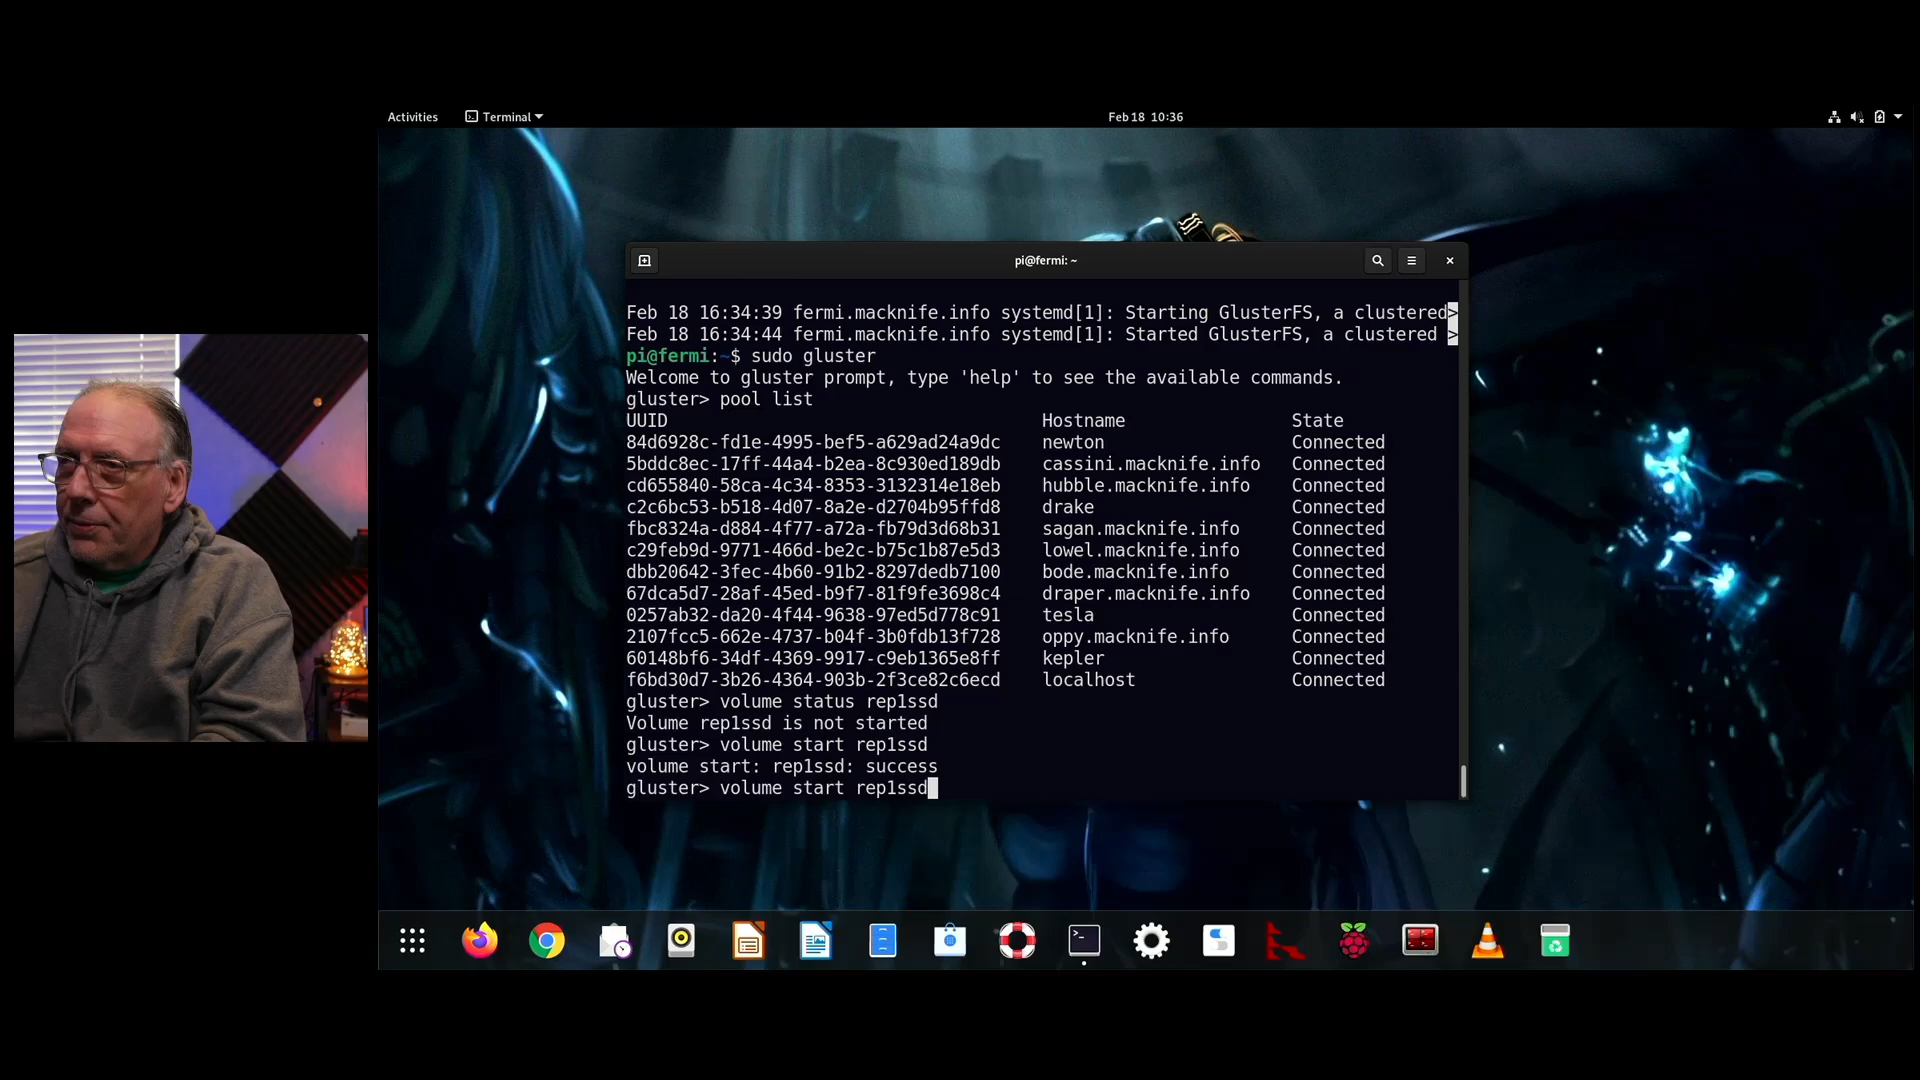 Activities
Terminal
Feb 18 10:36
pi@fermi: ~
Feb 18 16:34:39 fermi.macknife.info systemd[1]: Starting GlusterFS, a clustered>
Feb 18 16:34:44 fermi.macknife.info systemd[1]: Started GlusterFS, a clustered >
pi@fermi:~$ sudo gluster
Welcome to gluster prompt, type 'help' to see the available commands.
gluster> pool list
UUID Hostname State
84d6928c-fd1e-4995-bef5-a629ad24a9dc newton Connected
5bddc8ec-17ff-44a4-b2ea-8c930ed189db cassini.macknife.info Connected
cd655840-58ca-4c34-8353-3132314e18eb hubble.macknife.info Connected
c2c6bc53-b518-4d07-8a2e-d2704b95ffd8 drake Connected
fbc8324a-d884-4f77-a72a-fb79d3d68b31 sagan.macknife.info Connected
c29feb9d-9771-466d-be2c-b75c1b87e5d3 lowel.macknife.info Connected
dbb20642-3fec-4b60-91b2-8297dedb7100 bode.macknife.info Connected
67dca5d7-28af-45ed-b9f7-81f9fe3698c4 draper.macknife.info Connected
0257ab32-da20-4f44-9638-97ed5d778c91 tesla Connected
2107fcc5-662e-4737-b04f-3b0fdb13f728 oppy.macknife.info Connected
60148bf6-34df-4369-9917-c9eb1365e8ff kepler Connected
f6bd30d7-3b26-4364-903b-2f3ce82c6ecd localhost Connected
gluster> volume status rep1ssd
Volume rep1ssd is not started
gluster> volume start rep1ssd
volume start: rep1ssd: success
gluster> volume start rep1ssd